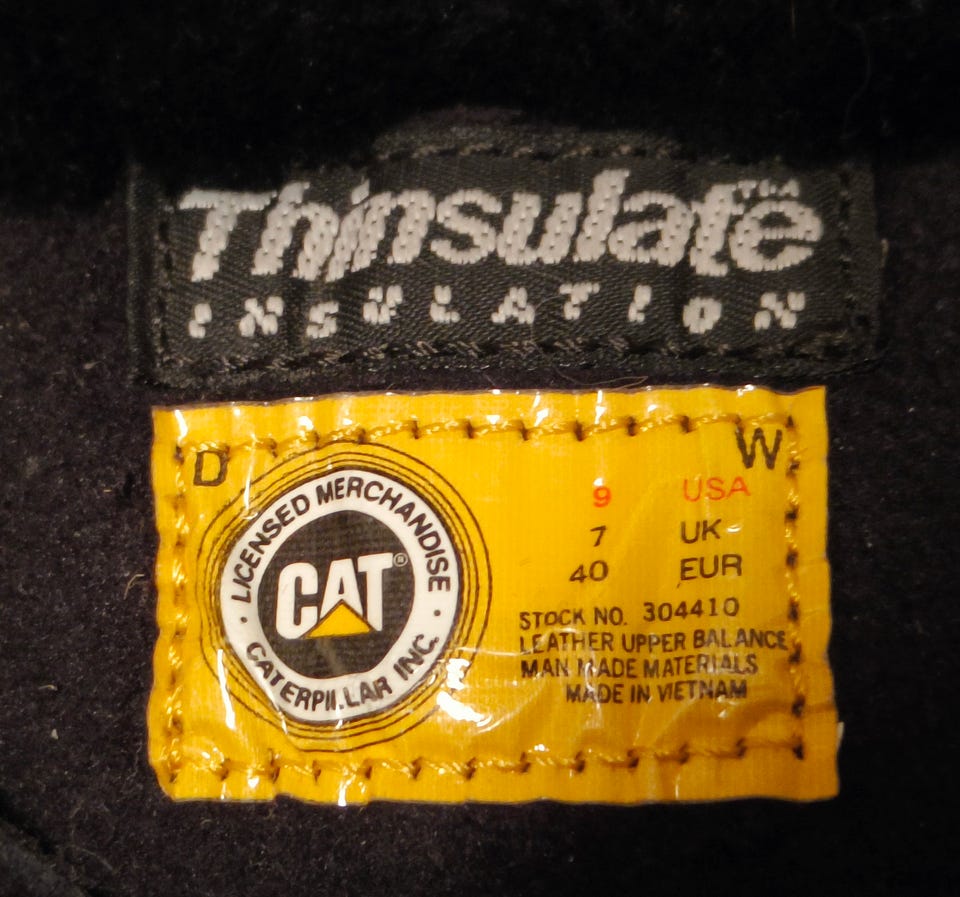 Thinsulate™
INSULATION
D W
LICENSED MERCHANDISE
CAT®
CATERPILLAR INC.
9 USA
7 UK
40 EUR
STOCK NO. 304410
LEATHER UPPER BALANCE
MAN MADE MATERIALS
MADE IN VIETNAM